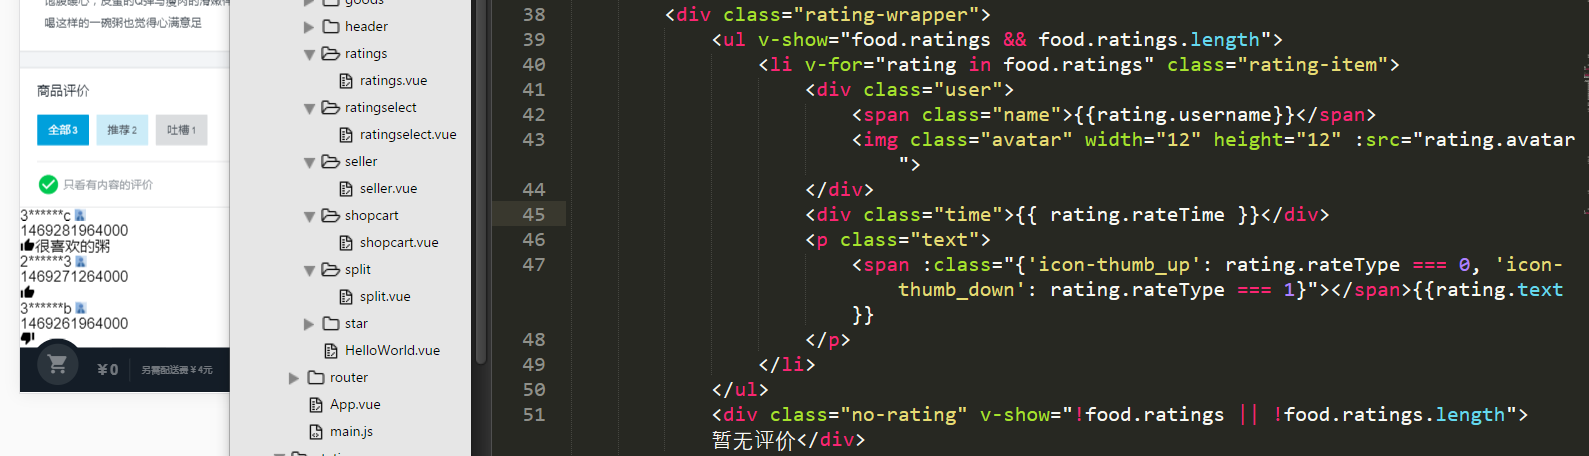 喝这样的一碗粥也觉得心满意足
商品评价
全部3 推荐2 吐槽1
只看有内容的评价
3******c
1469281964000
很喜欢的粥
2******3
1469271264000
3******b
1469261964000
¥0 另需配送费¥4元
goods
header
ratings
ratings.vue
ratingselect
ratingselect.vue
seller
seller.vue
shopcart
shopcart.vue
split
split.vue
star
HelloWorld.vue
router
App.vue
main.js
38 <div class="rating-wrapper">
39 <ul v-show="food.ratings && food.ratings.length">
40 <li v-for="rating in food.ratings" class="rating-item">
41 <div class="user">
42 <span class="name">{{rating.username}}</span>
43 <img class="avatar" width="12" height="12" :src="rating.avatar
">
44 </div>
45 <div class="time">{{ rating.rateTime }}</div>
46 <p class="text">
47 <span :class="{'icon-thumb_up': rating.rateType === 0, 'icon-
thumb_down': rating.rateType === 1}"></span>{{rating.text
}}
48 </p>
49 </li>
50 </ul>
51 <div class="no-rating" v-show="!food.ratings || !food.ratings.length">
暂无评价</div>